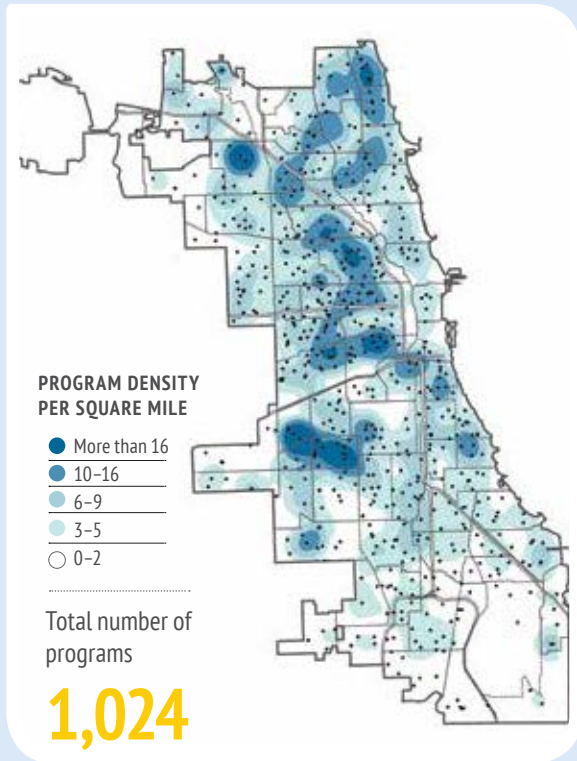 PROGRAM DENSITY
PER SQUARE MILE
More than 16
10–16
6–9
3–5
0–2
Total number of
programs
1,024